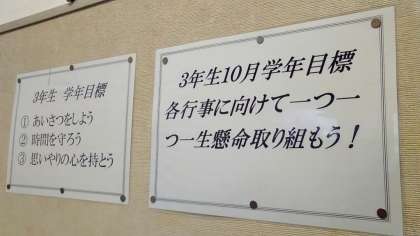 3年生 学年目標
① あいさつをしよう
② 時間を守ろう
③ 思いやりの心を持とう
3年生10月学年目標
各行事に向けて一つ一
つ一生懸命取り組もう!